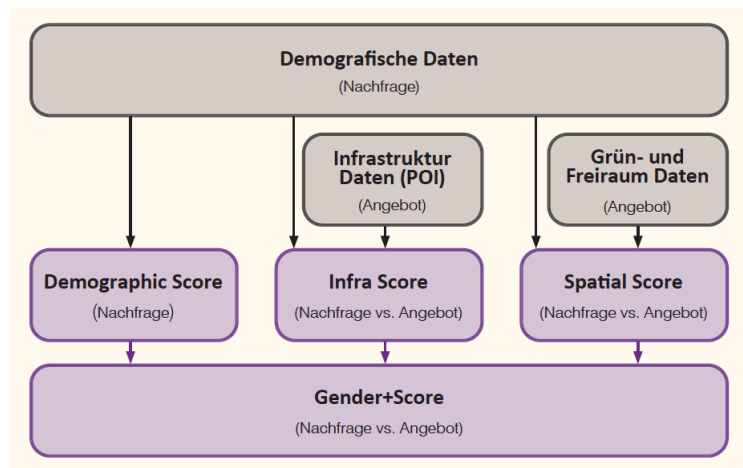 Demografische Daten
(Nachfrage)
Infrastruktur
Daten (POI)
(Angebot)
Grün- und
Freiraum Daten
(Angebot)
Demographic Score
(Nachfrage)
Infra Score
(Nachfrage vs. Angebot)
Spatial Score
(Nachfrage vs. Angebot)
Gender+Score
(Nachfrage vs. Angebot)